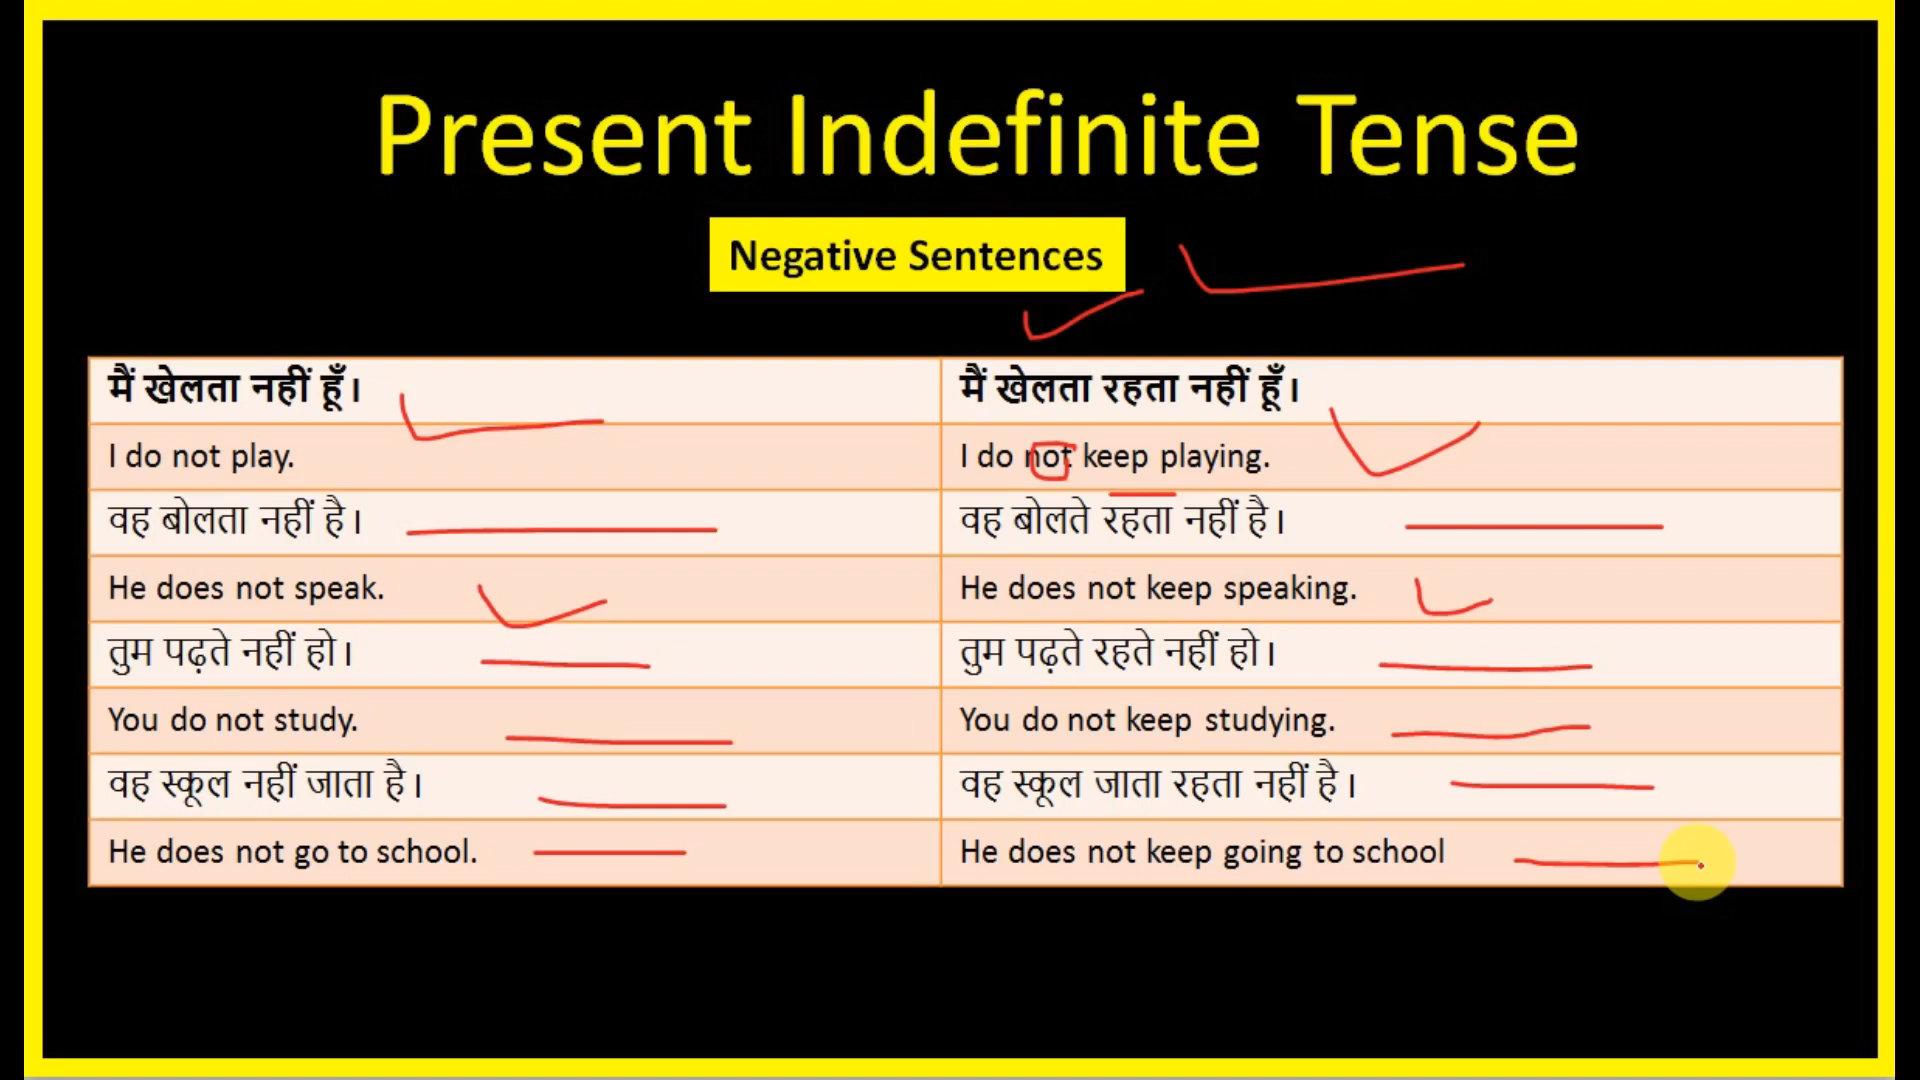 Present Indefinite Tense
Negative Sentences
मैं खेलता नहीं हूँ।
मैं खेलता रहता नहीं हूँ।
I do not play.
I do not keep playing.
वह बोलता नहीं है।
वह बोलते रहता नहीं है।
He does not speak.
He does not keep speaking.
तुम पढ़ते नहीं हो।
तुम पढ़ते रहते नहीं हो।
You do not study.
You do not keep studying.
वह स्कूल नहीं जाता है।
वह स्कूल जाता रहता नहीं है।
He does not go to school.
He does not keep going to school